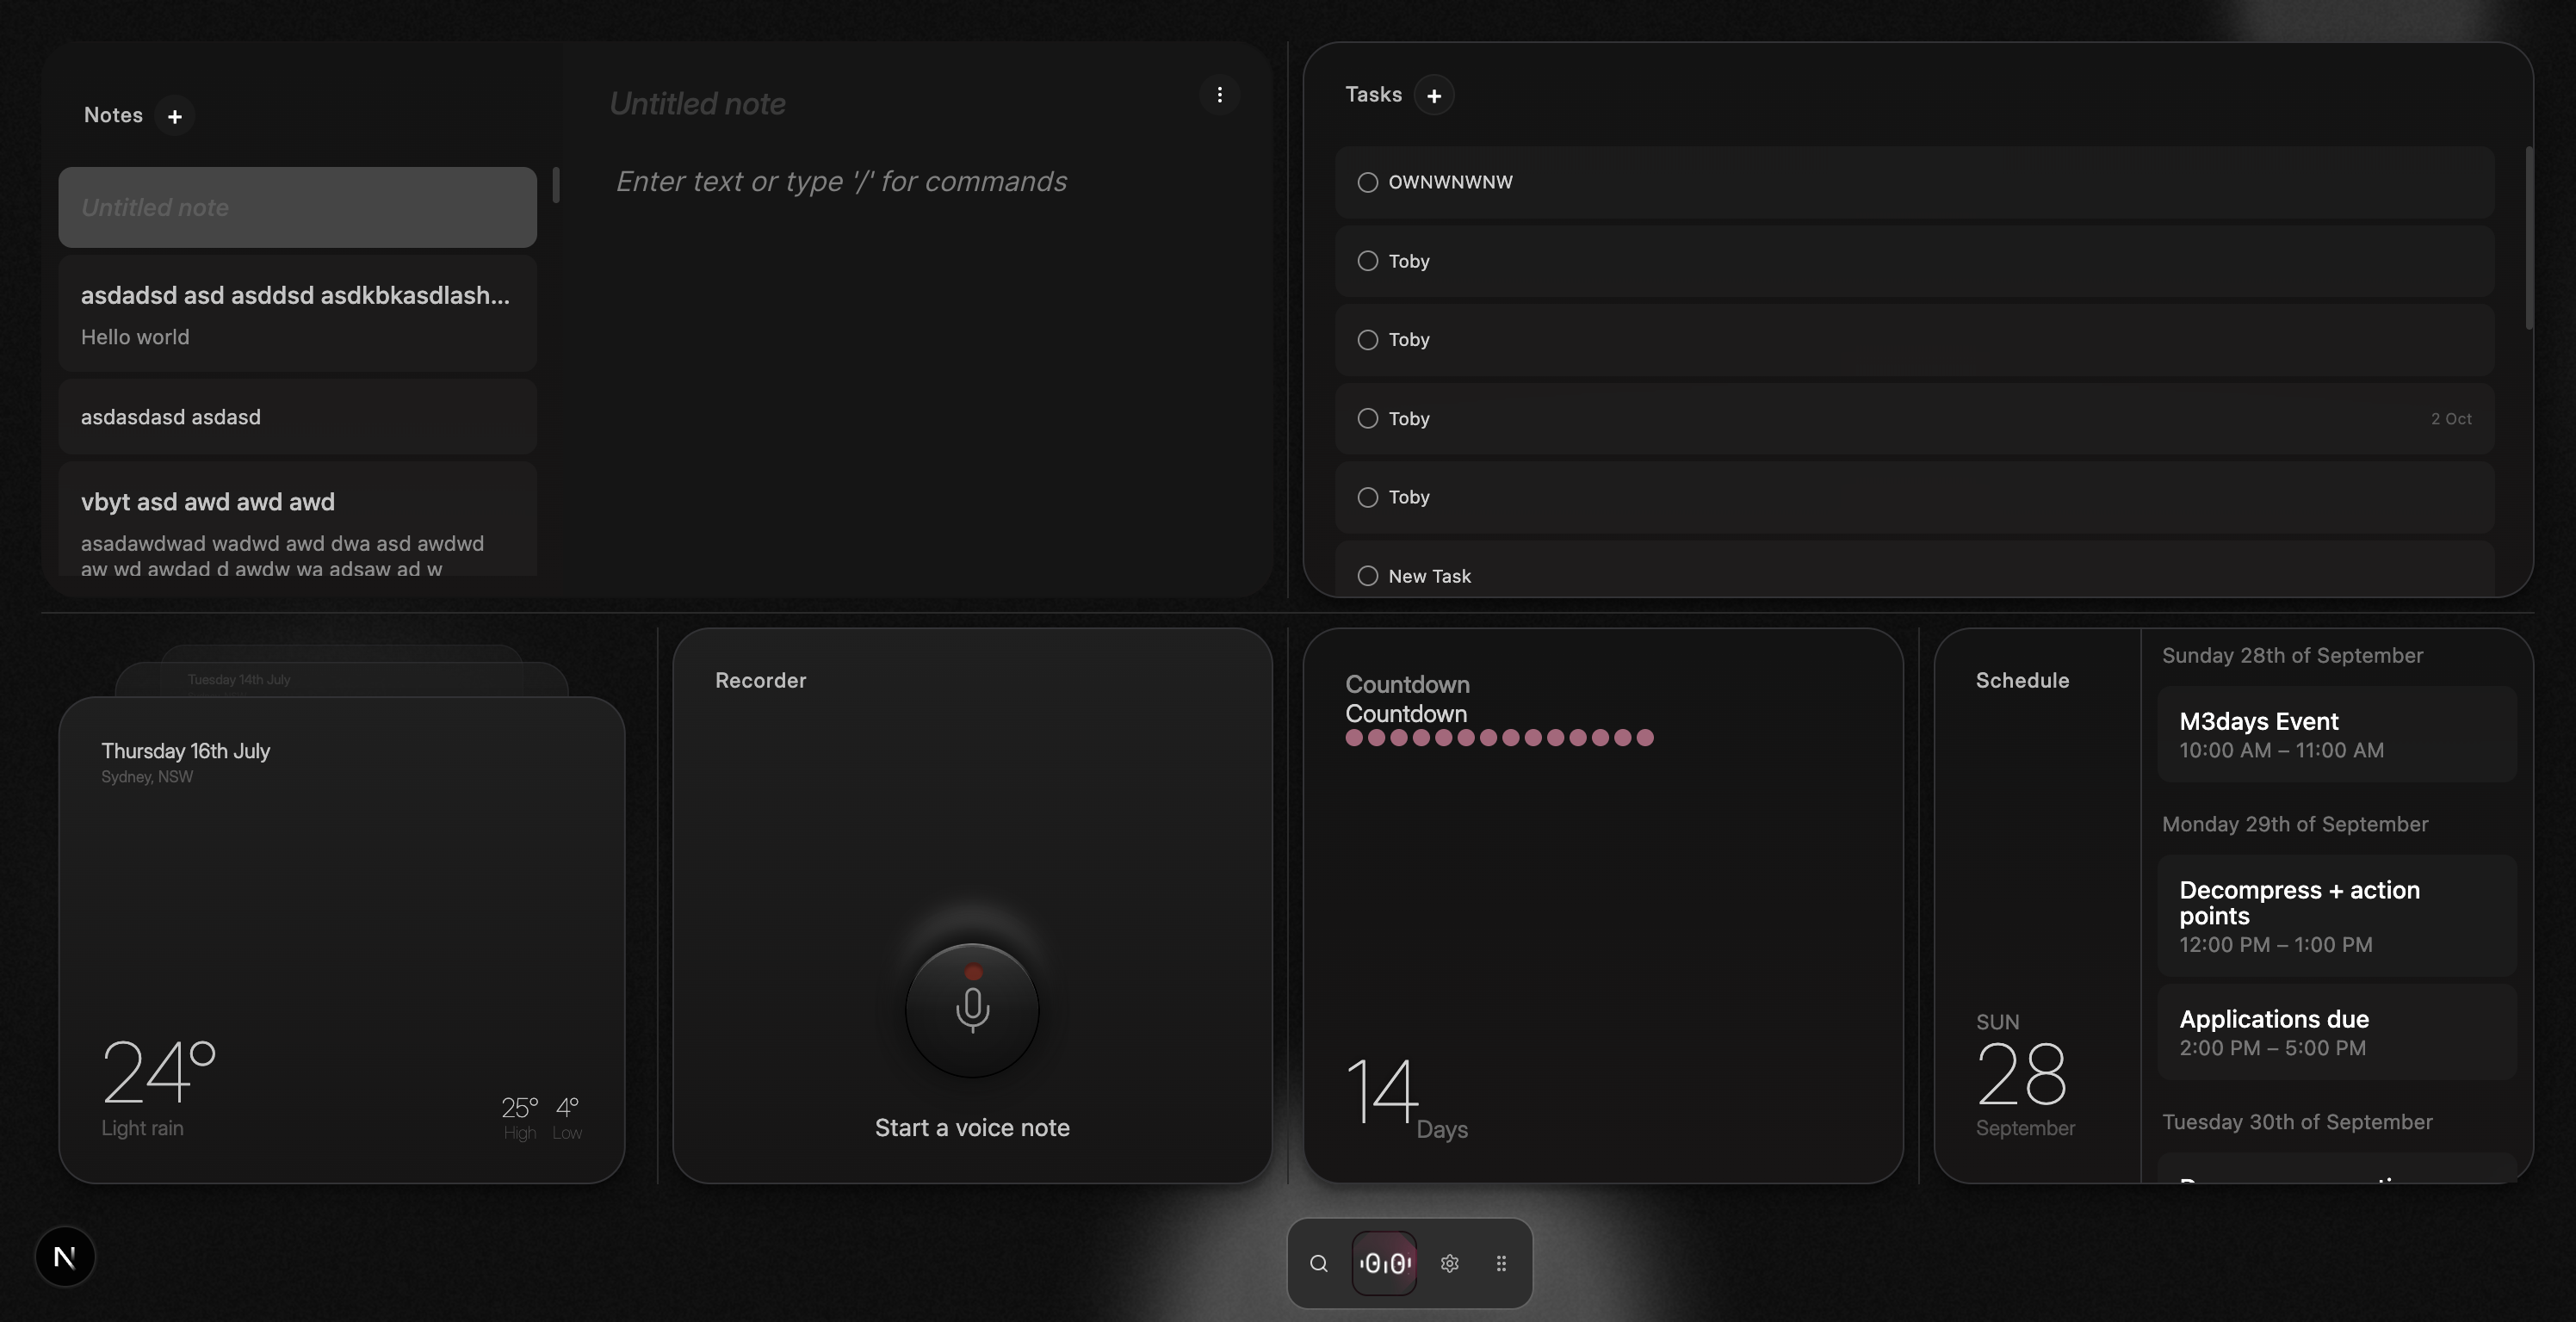 Notes
Untitled note
asdadsd asd asddsd asdkbkasdlash...
Hello world
asdasdasd asdasd
vbyt asd awd awd awd
asadawdwad wadwd awd dwa asd awdwd
aw wd awdad d awdw wa adsaw ad w
Untitled note
Enter text or type '/' for commands
Tasks
OWNWNWNW
Toby
Toby
Toby
2 Oct
Toby
New Task
Tuesday 14th July
Thursday 16th July
Sydney, NSW
24°
Light rain
25° 4°
High Low
Recorder
Start a voice note
Countdown
Countdown
14 Days
Schedule
SUN
28
September
Sunday 28th of September
M3days Event
10:00 AM – 11:00 AM
Monday 29th of September
Decompress + action
points
12:00 PM – 1:00 PM
Applications due
2:00 PM – 5:00 PM
Tuesday 30th of September
N